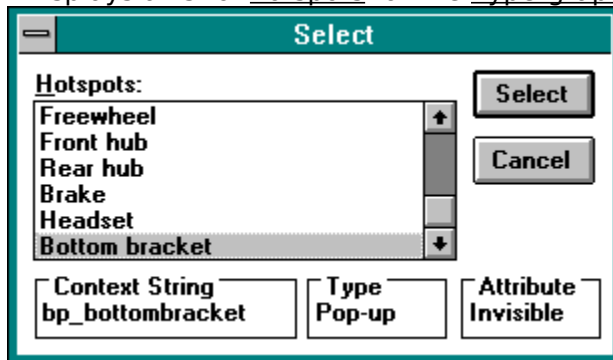 Select
Hotspots:
Select
Freewheel
Front hub
Rear hub
Cancel
Brake
Headset
Bottom bracket
Context String
Type
Attribute
bp_bottombracket
Pop-up
Invisible